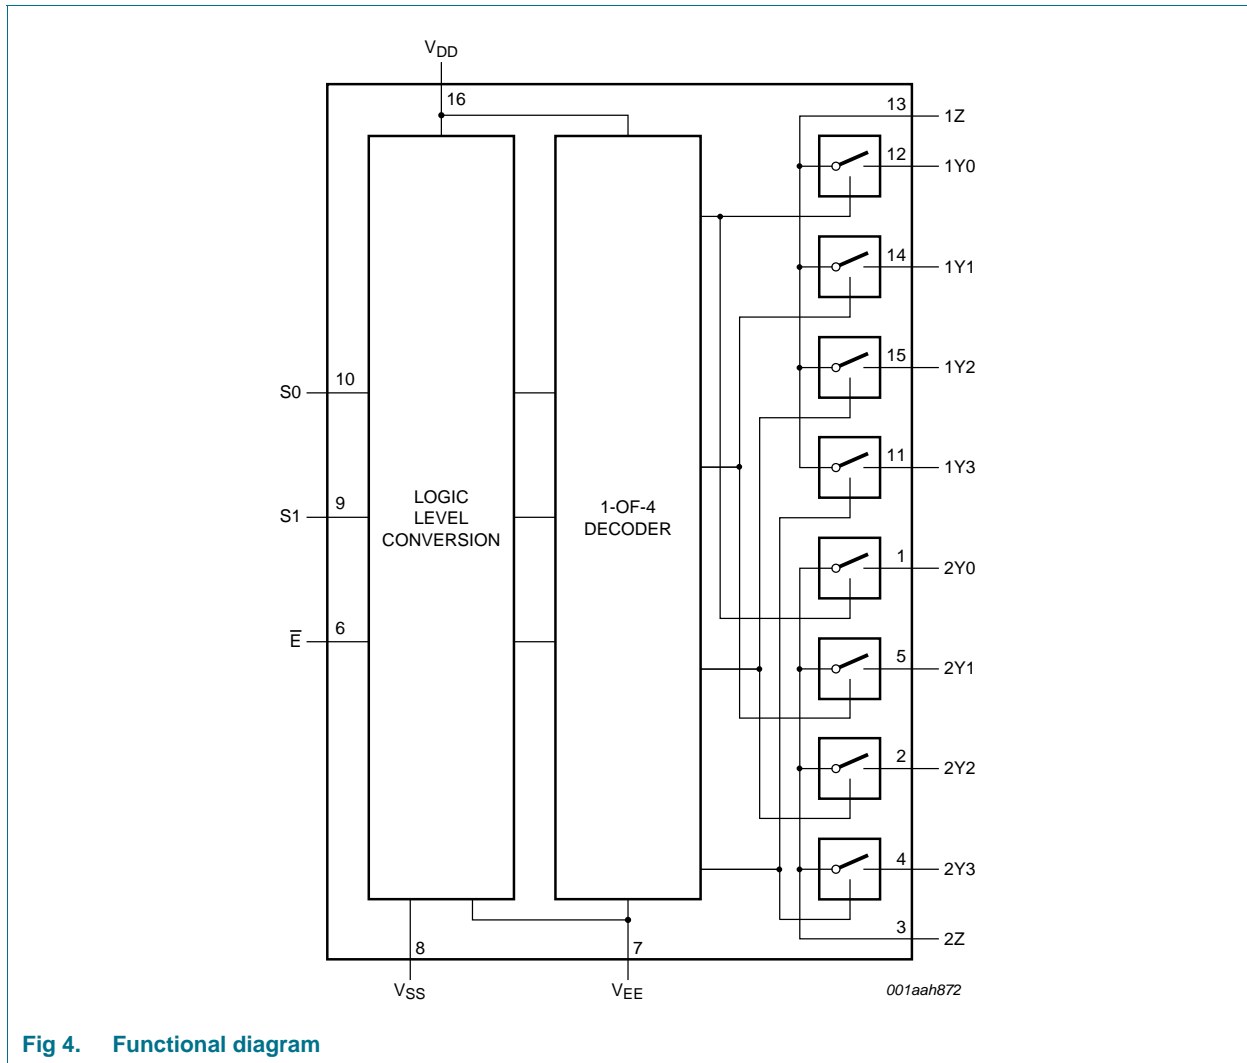 VDD
16
13
1Z
12
1Y0
14
1Y1
15
1Y2
S0
10
11
1Y3
S1
9
LOGIC
LEVEL
CONVERSION
1-OF-4
DECODER
1
2Y0
E̅
6
5
2Y1
2
2Y2
4
2Y3
3
2Z
8
7
VSS
VEE
001aah872
Fig 4. Functional diagram